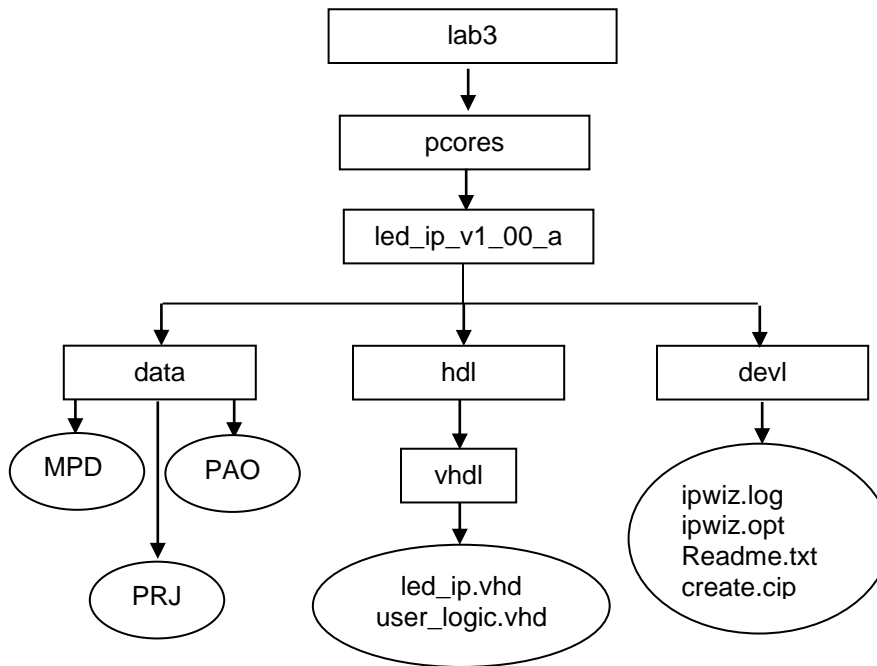 lab3
pcores
led_ip_v1_00_a
data
hdl
devl
MPD
PAO
PRJ
vhdl
led_ip.vhd
user_logic.vhd
ipwiz.log
ipwiz.opt
Readme.txt
create.cip